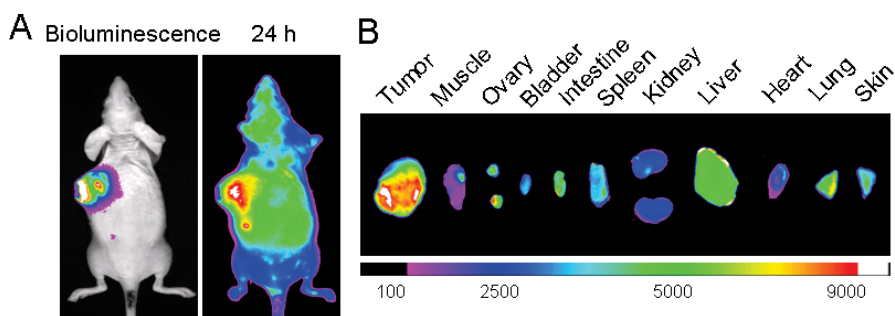 A
Bioluminescence
24 h
B
Tumor
Muscle
Ovary
Bladder
Intestine
Spleen
Kidney
Liver
Heart
Lung
Skin
100
2500
5000
9000